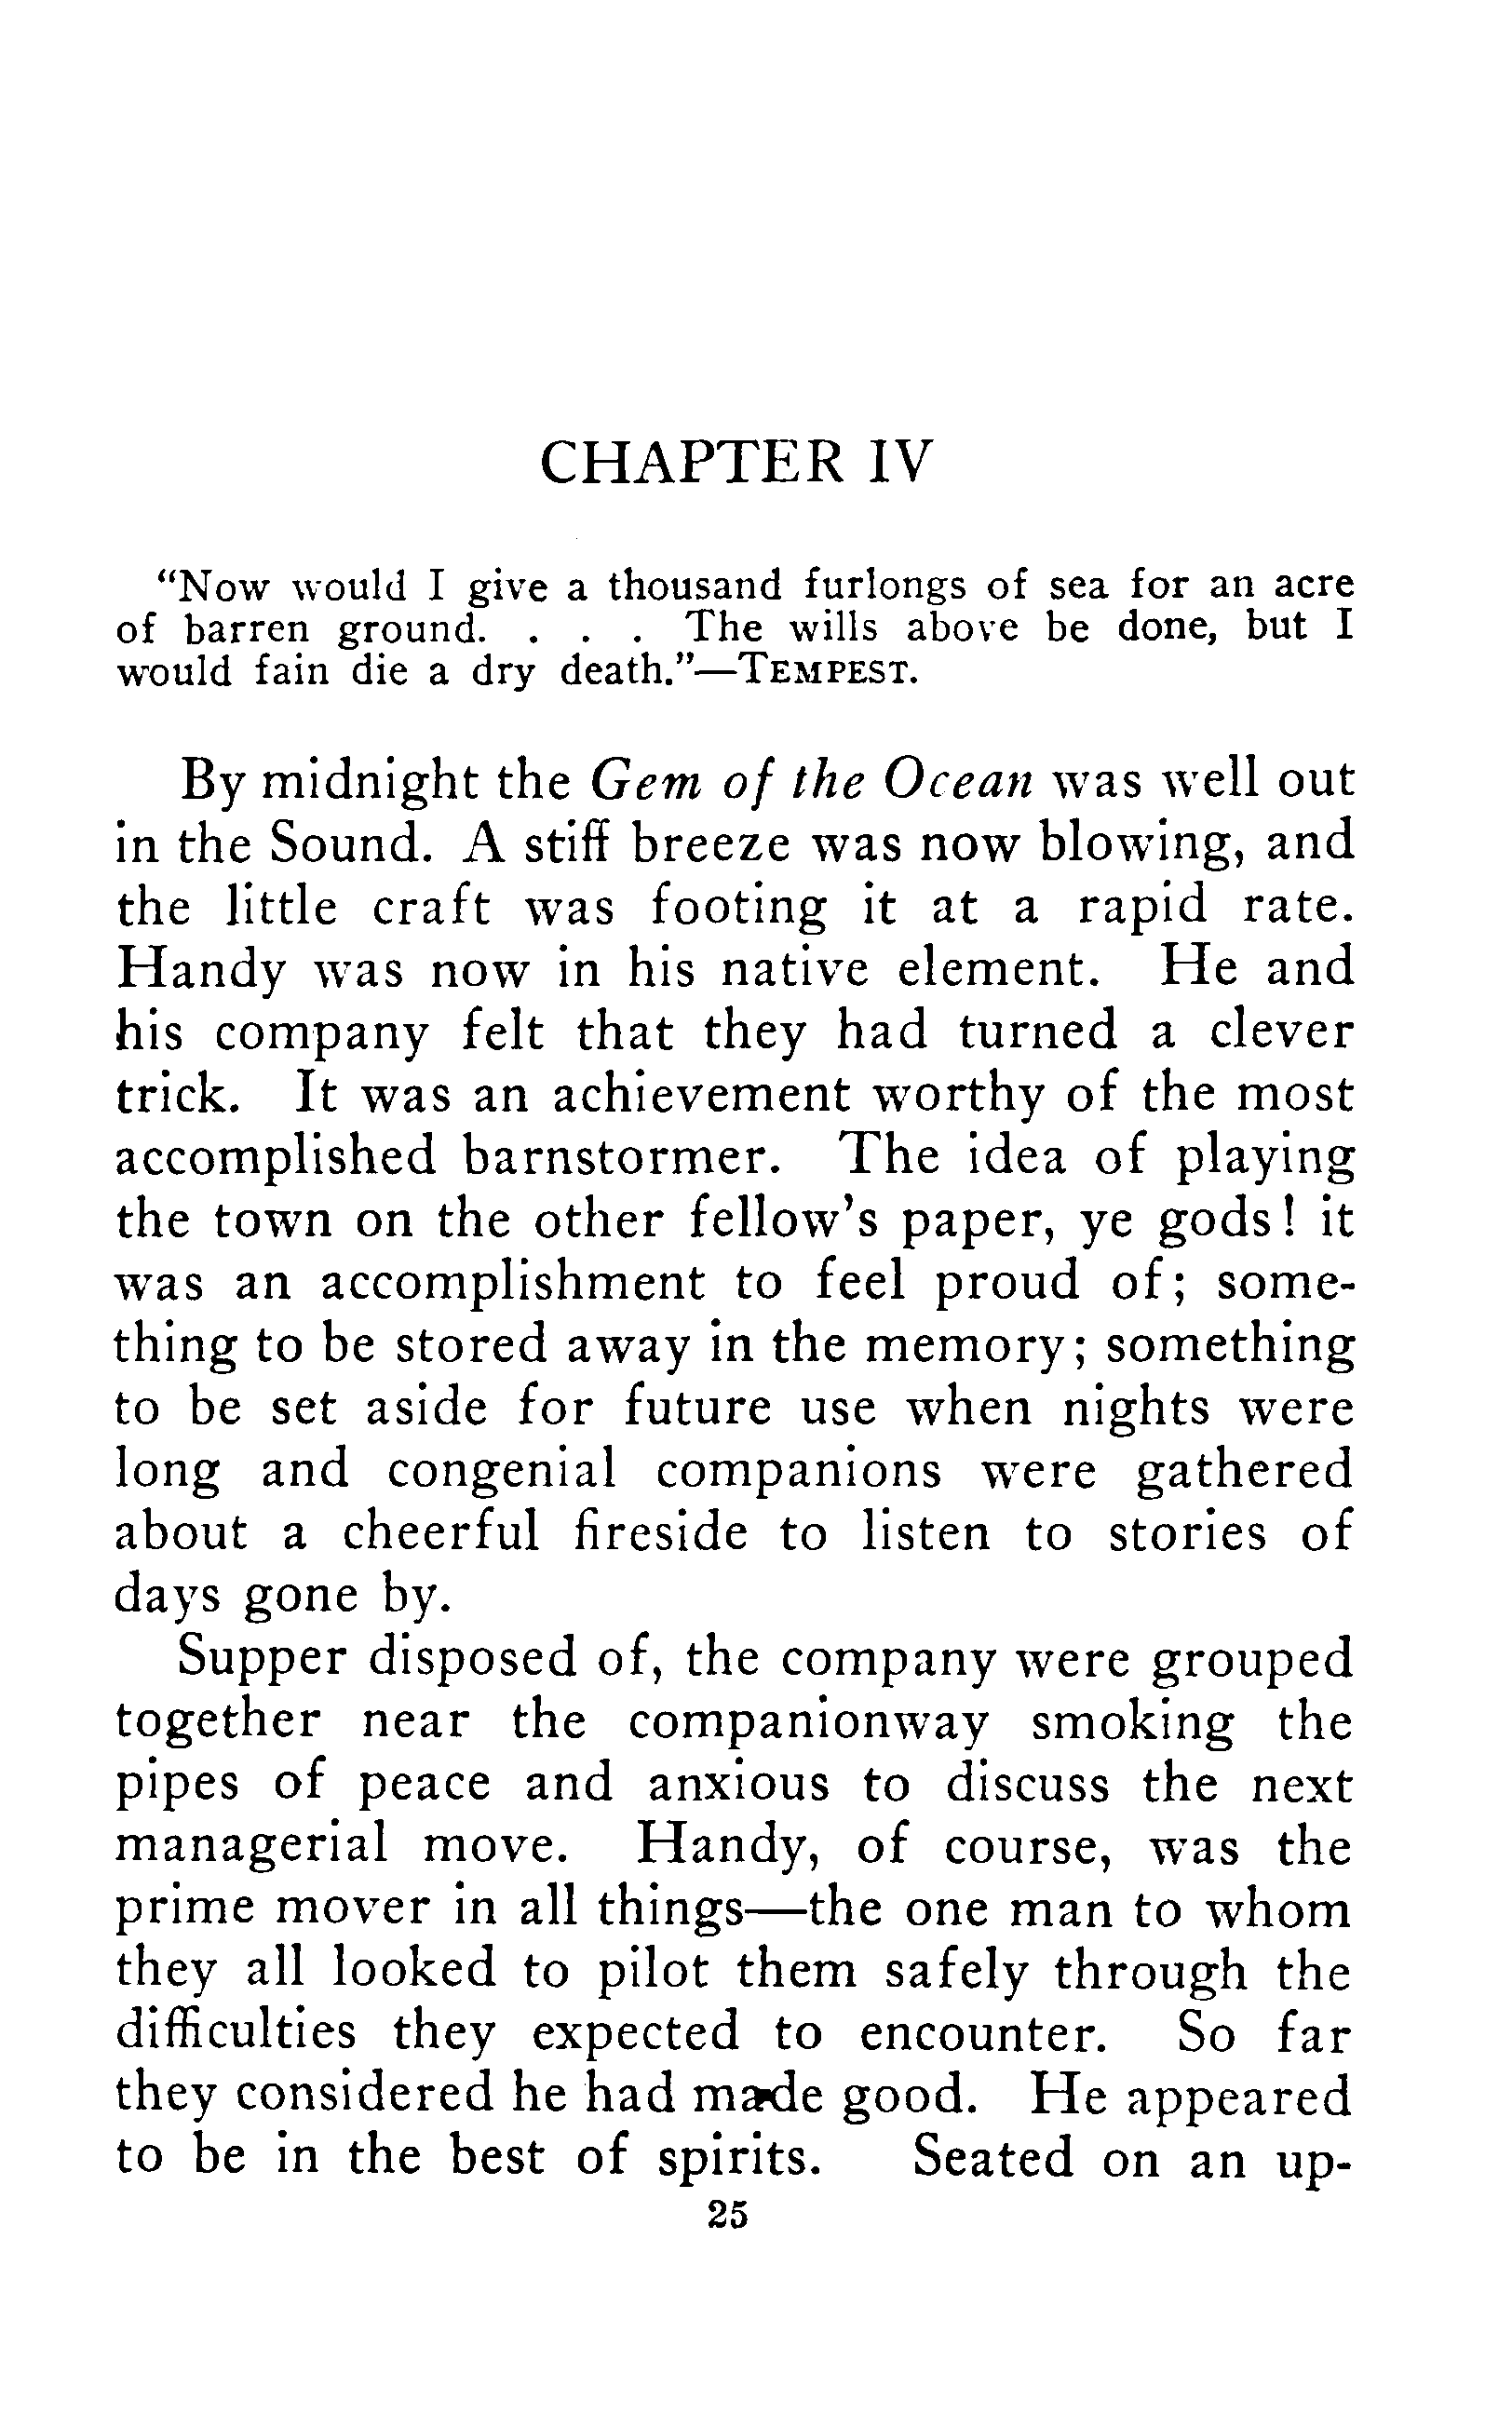 CHAPTER IV
“Now would I give a thousand furlongs of sea for an acre
of barren ground. . . . The wills above be done, but I
would fain die a dry death.”—TEMPEST.
By midnight the Gem of the Ocean was well out
in the Sound. A stiff breeze was now blowing, and
the little craft was footing it at a rapid rate.
Handy was now in his native element. He and
his company felt that they had turned a clever
trick. It was an achievement worthy of the most
accomplished barnstormer. The idea of playing
the town on the other fellow’s paper, ye gods! it
was an accomplishment to feel proud of; some-
thing to be stored away in the memory; something
to be set aside for future use when nights were
long and congenial companions were gathered
about a cheerful fireside to listen to stories of
days gone by.
Supper disposed of, the company were grouped
together near the companionway smoking the
pipes of peace and anxious to discuss the next
managerial move. Handy, of course, was the
prime mover in all things—the one man to whom
they all looked to pilot them safely through the
difficulties they expected to encounter. So far
they considered he had made good. He appeared
to be in the best of spirits. Seated on an up-
25